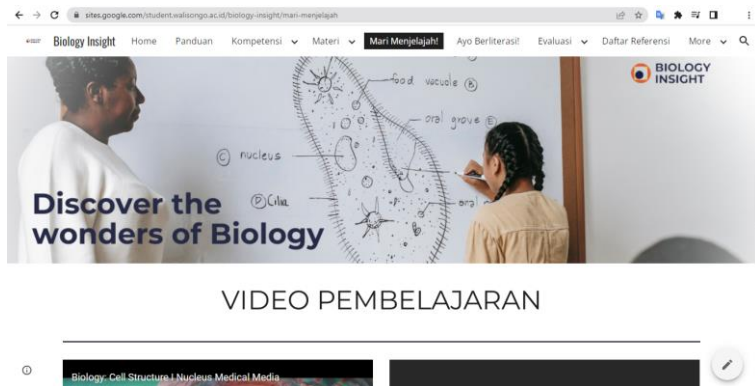 sites.google.com/student.walisongo.ac.id/biology-insight/mari-menjelajah
Biology Insight Home Panduan Kompetensi Materi Mari Menjelajah! Ayo Berliterasi! Evaluasi Daftar Referensi More
BIOLOGY
INSIGHT
food vacuole B
oral grove E
C nucleus
D Cilia
oral
Discover the
wonders of Biology
VIDEO PEMBELAJARAN
Biology: Cell Structure I Nucleus Medical Media